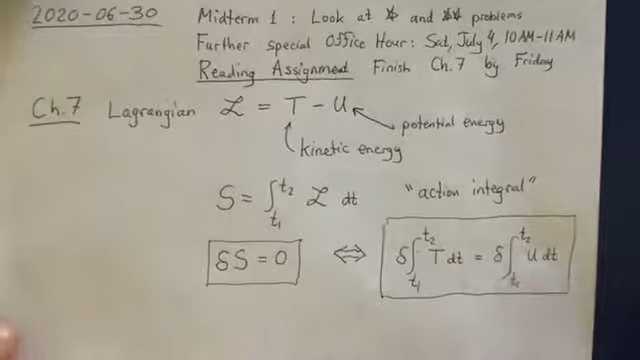 2020-06-30 Midterm 1 : Look at * and ** problems
Further special Office Hour: Sat, July 4, 10AM-11AM
Reading Assignment Finish Ch.7 by Friday
Ch.7 Lagrangian ℒ = T - U
potential energy
kinetic energy
S = ∫_{t₁}^{t₂} ℒ dt "action integral"
δS = 0 ⇔ δ∫_{t₁}^{t₂} T dt = δ∫_{t₁}^{t₂} U dt